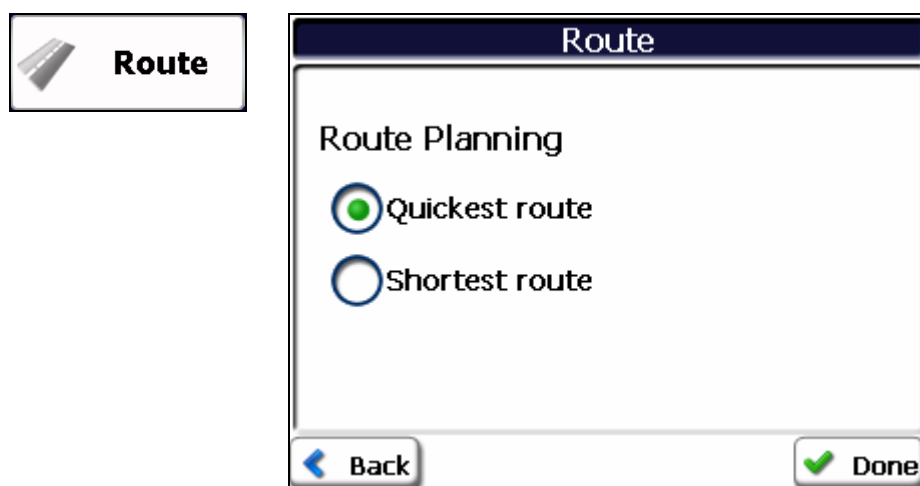 Route
Route
Route Planning
Quickest route
Shortest route
Back
Done